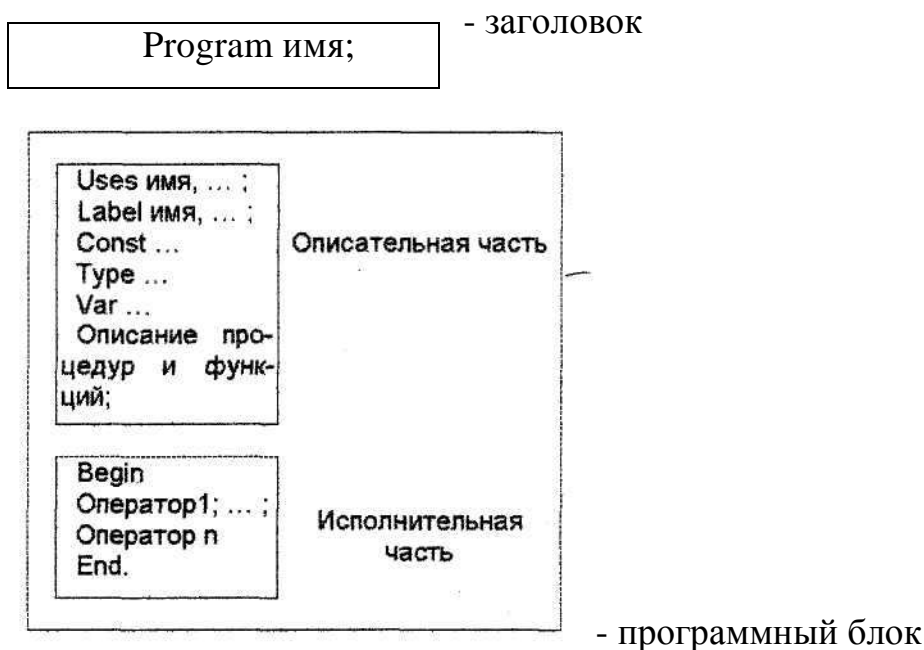 - заголовок
Program имя;
Uses имя, ... ;
Label имя, ... ;
Const ...
Type ...
Var ...
Описание про-
цедур и функ-
ций;
Описательная часть
Begin
Оператор1; ... ;
Оператор n
End.
Исполнительная
часть
- программный блок